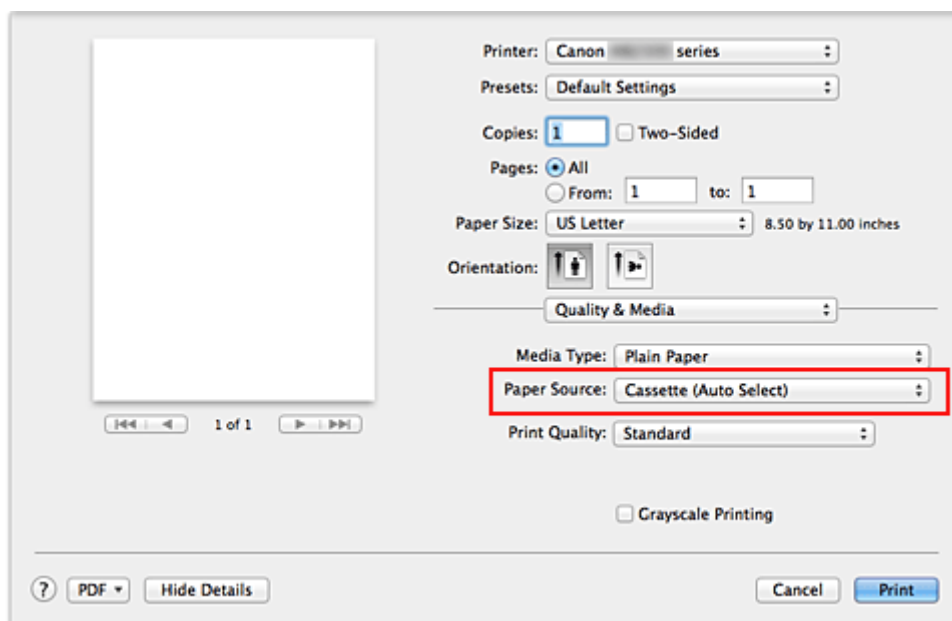 Printer: Canon series
Presets: Default Settings
Copies: 1 Two-Sided
Pages: All
From: 1 to: 1
Paper Size: US Letter 8.50 by 11.00 inches
Orientation:
Quality & Media
Media Type: Plain Paper
Paper Source: Cassette (Auto Select)
1 of 1
Print Quality: Standard
Grayscale Printing
? PDF Hide Details Cancel Print